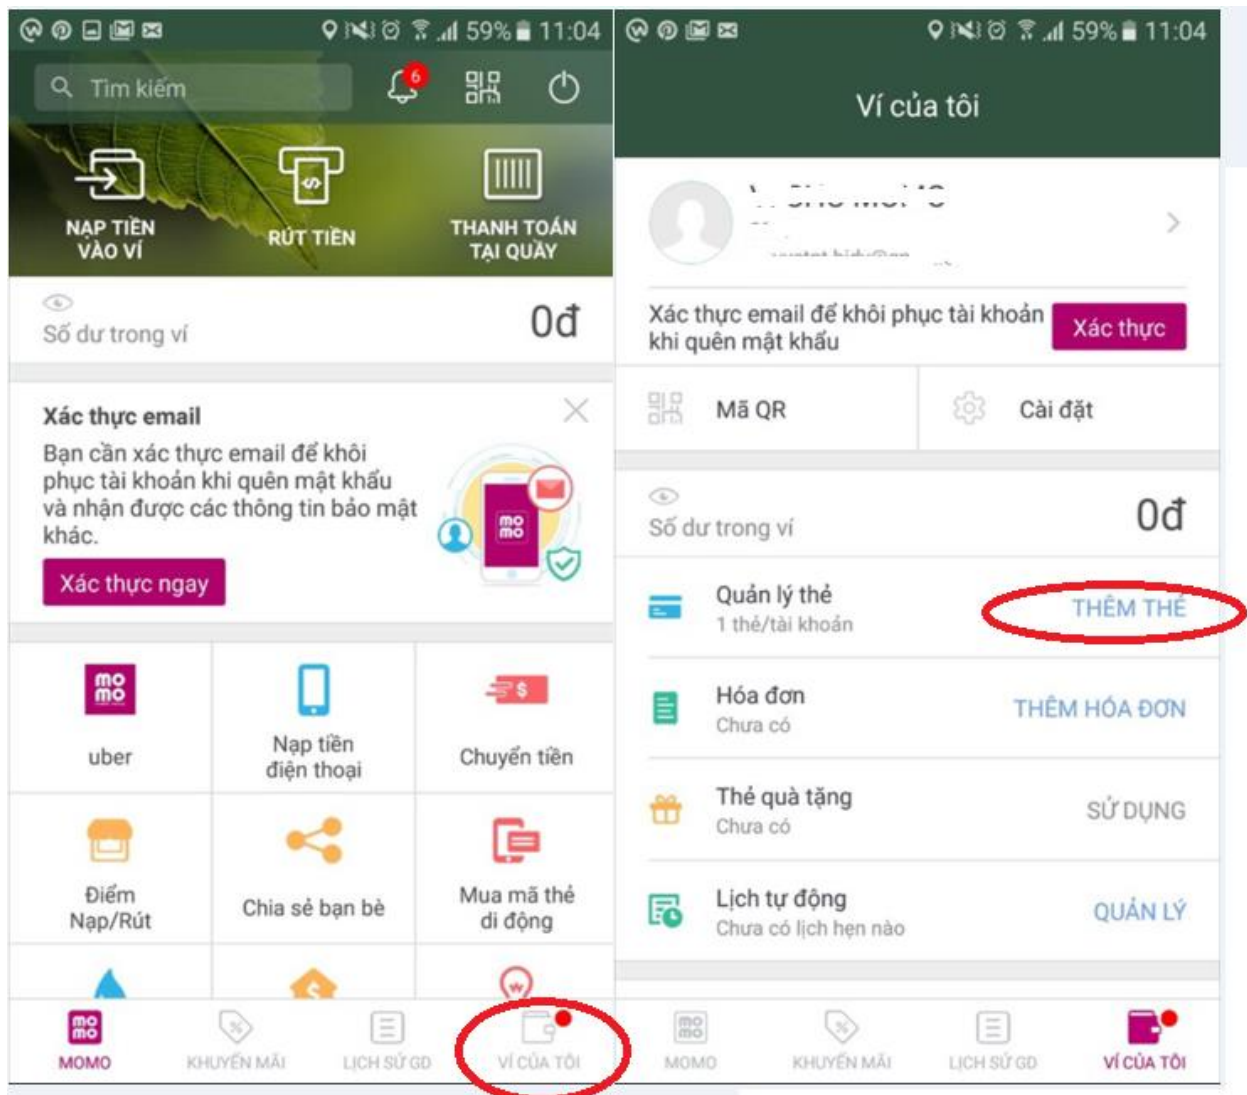 59% 11:04
Tìm kiếm
6
NẠP TIỀN
VÀO VÍ
RÚT TIỀN
THANH TOÁN
TẠI QUẦY
Số dư trong ví
0đ
Xác thực email
Bạn cần xác thực email để khôi
phục tài khoản khi quên mật khẩu
và nhận được các thông tin bảo mật
khác.
mo
mo
Xác thực ngay
mo
mo
uber
Nạp tiền
điện thoại
Chuyển tiền
Điểm
Nạp/Rút
Chia sẻ bạn bè
Mua mã thẻ
di động
mo
mo
MOMO
KHUYẾN MÃI
LỊCH SỬ GD
VÍ CỦA TÔI
59% 11:04
Ví của tôi
Xác thực email để khôi phục tài khoản
khi quên mật khẩu
Xác thực
Mã QR
Cài đặt
Số dư trong ví
0đ
Quản lý thẻ
1 thẻ/tài khoản
THÊM THẺ
Hóa đơn
Chưa có
THÊM HÓA ĐƠN
Thẻ quà tặng
Chưa có
SỬ DỤNG
Lịch tự động
Chưa có lịch hẹn nào
QUẢN LÝ
mo
mo
MOMO
KHUYẾN MÃI
LỊCH SỬ GD
VÍ CỦA TÔI